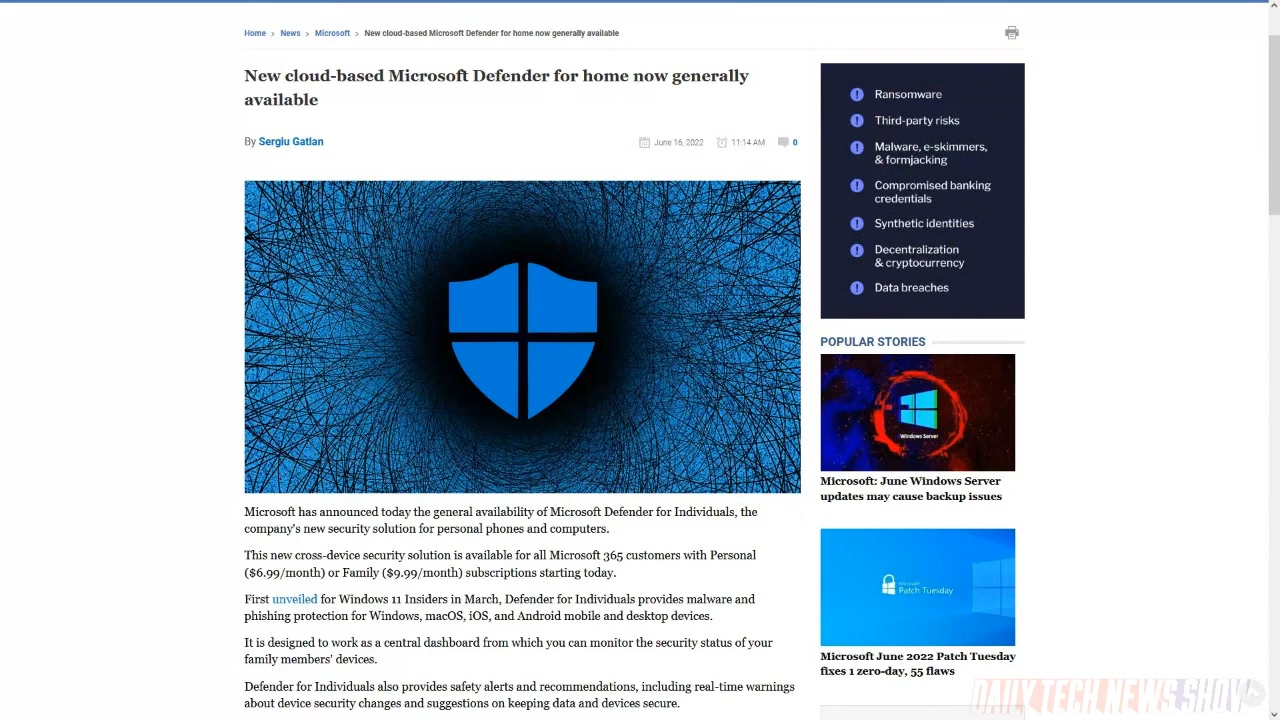 Home > News > Microsoft > New cloud-based Microsoft Defender for home now generally available
New cloud-based Microsoft Defender for home now generally
available
By Sergiu Gatlan
June 16, 2022 11:14 AM 0
Microsoft has announced today the general availability of Microsoft Defender for Individuals, the
company's new security solution for personal phones and computers.
This new cross-device security solution is available for all Microsoft 365 customers with Personal
($6.99/month) or Family ($9.99/month) subscriptions starting today.
First unveiled for Windows 11 Insiders in March, Defender for Individuals provides malware and
phishing protection for Windows, macOS, iOS, and Android mobile and desktop devices.
It is designed to work as a central dashboard from which you can monitor the security status of your
family members' devices.
Defender for Individuals also provides safety alerts and recommendations, including real-time warnings
about device security changes and suggestions on keeping data and devices secure.
Ransomware
Third-party risks
Malware, e-skimmers,
& formjacking
Compromised banking
credentials
Synthetic identities
Decentralization
& cryptocurrency
Data breaches
POPULAR STORIES
Windows Server
Microsoft: June Windows Server
updates may cause backup issues
Microsoft
Patch Tuesday
Microsoft June 2022 Patch Tuesday
fixes 1 zero-day, 55 flaws
DAILY TECH NEWS SHOW